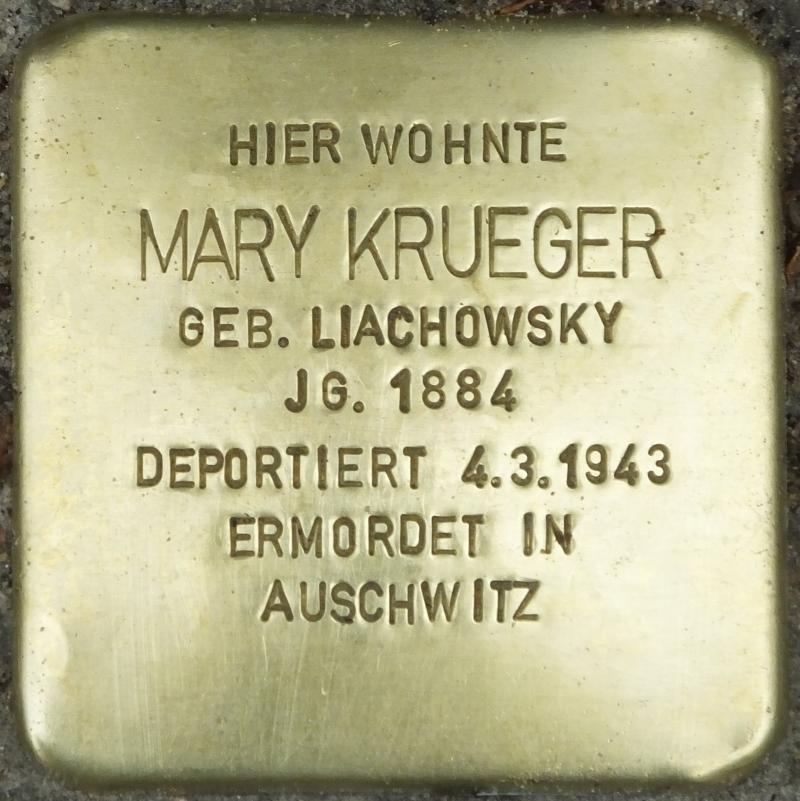 HIER WOHNTE
MARY KRUEGER
GEB. LIACHOWSKY
JG. 1884
DEPORTIERT 4.3.1943
ERMORDET IN
AUSCHWITZ